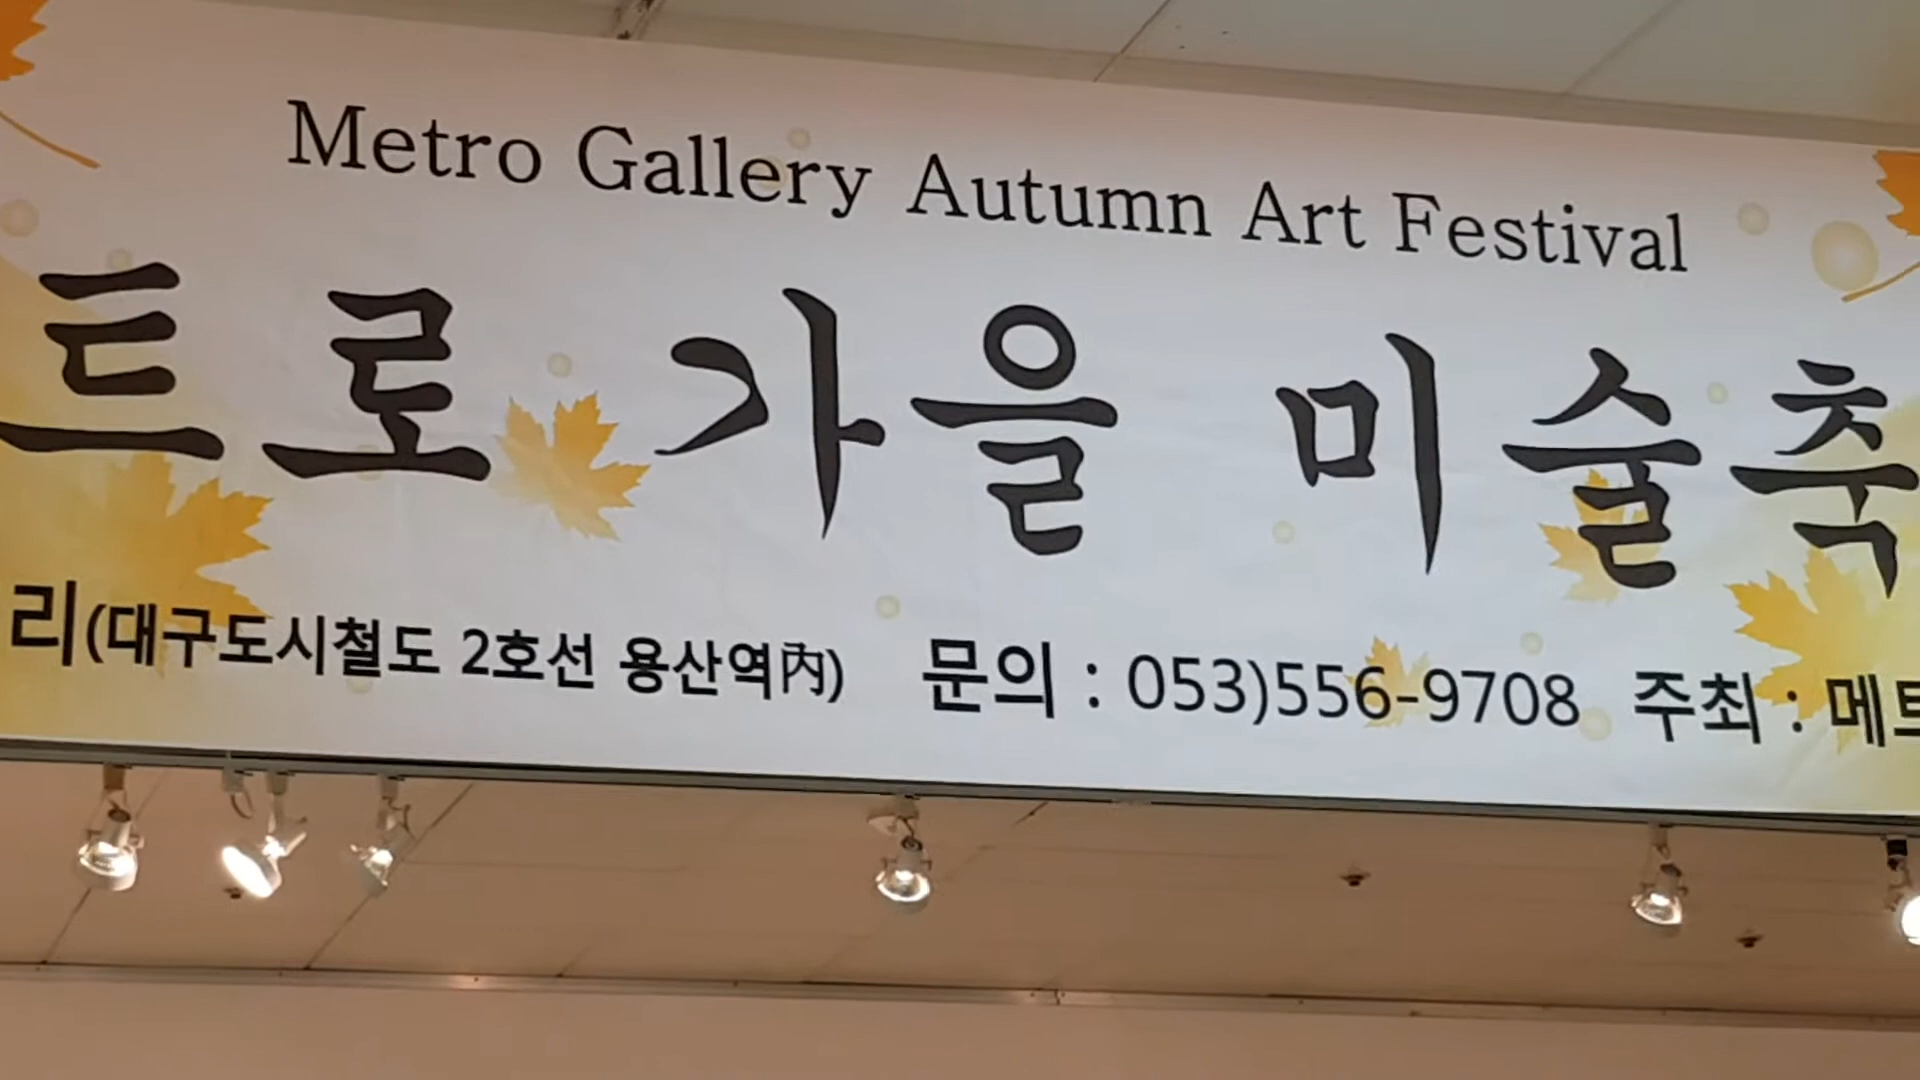 Metro Gallery Autumn Art Festival
트로 가을 미술축
리(대구도시철도 2호선 용산역內) 문의 : 053)556-9708 주최 : 메트